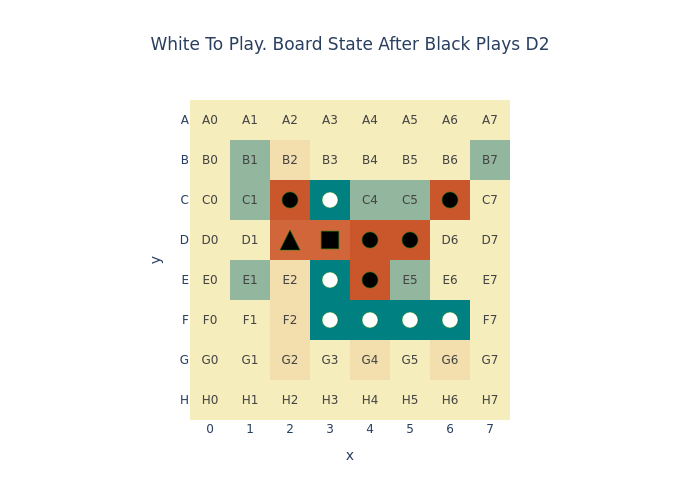 White To Play. Board State After Black Plays D2
A A0 A1 A2 A3 A4 A5 A6 A7
B B0 B1 B2 B3 B4 B5 B6 B7
C C0 C1 C4 C5 C7
D D0 D1 D6 D7
E E0 E1 E2 E5 E6 E7
F F0 F1 F2 F7
G G0 G1 G2 G3 G4 G5 G6 G7
H H0 H1 H2 H3 H4 H5 H6 H7
0 1 2 3 4 5 6 7
x
y